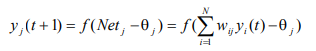 y_j(t+1) = f(Net_j − θ_j) = f(∑_{i=1}^{N} w_{ij} y_i(t) − θ_j)